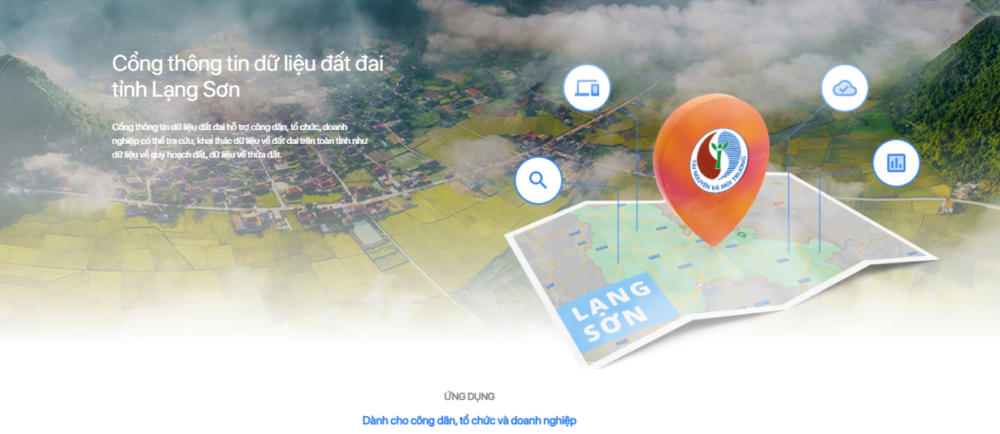 Cổng thông tin dữ liệu đất đai
tỉnh Lạng Sơn
Cổng thông tin dữ liệu đất đai hỗ trợ công dân, tổ chức, doanh
nghiệp có thể tra cứu, khai thác dữ liệu về đất đai trên toàn tỉnh như
dữ liệu về quy hoạch đất, dữ liệu về thửa đất.
TÀI NGUYÊN VÀ MÔI TRƯỜNG
LẠNG
SƠN
ỨNG DỤNG
Dành cho công dân, tổ chức và doanh nghiệp